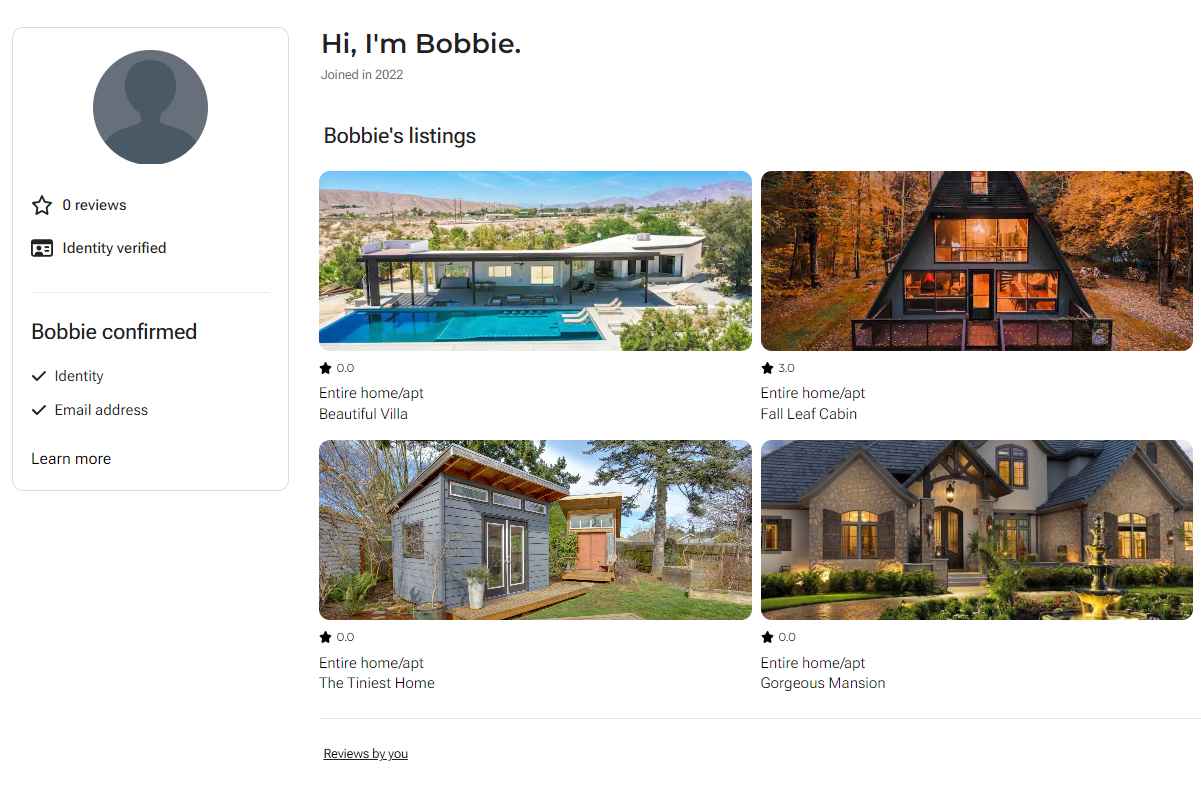 Hi, I'm Bobbie.
Joined in 2022
0 reviews
Identity verified
Bobbie confirmed
Identity
Email address
Learn more
Bobbie's listings
0.0
Entire home/apt
Beautiful Villa
3.0
Entire home/apt
Fall Leaf Cabin
0.0
Entire home/apt
The Tiniest Home
0.0
Entire home/apt
Gorgeous Mansion
Reviews by you